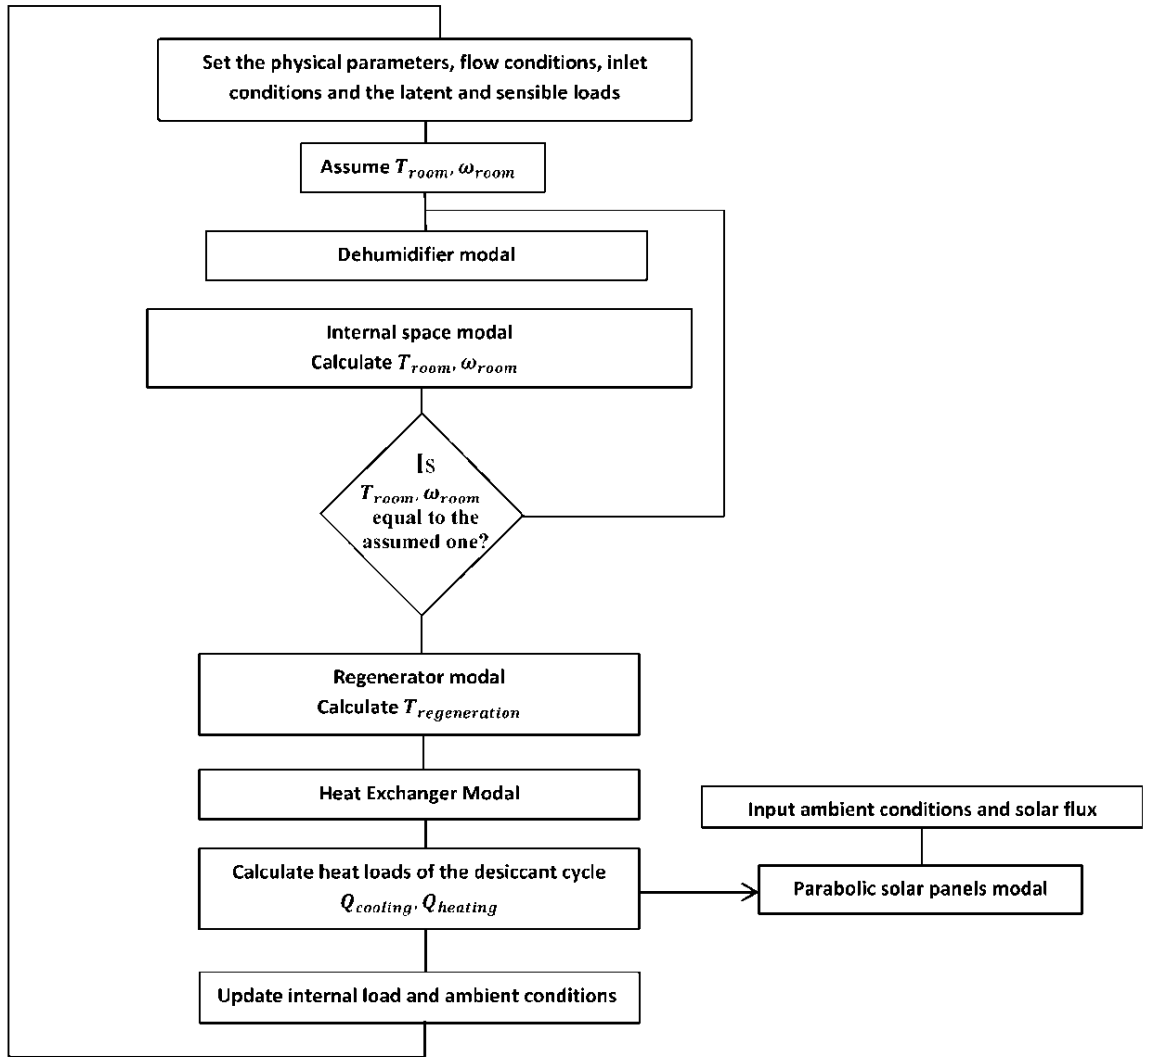 Set the physical parameters, flow conditions, inlet
conditions and the latent and sensible loads
Assume T_room, ω_room
Dehumidifier modal
Internal space modal
Calculate T_room, ω_room
Is
T_room, ω_room
equal to the
assumed one?
Regenerator modal
Calculate T_regeneration
Heat Exchanger Modal
Input ambient conditions and solar flux
Calculate heat loads of the desiccant cycle
Q_cooling, Q_heating
Parabolic solar panels modal
Update internal load and ambient conditions